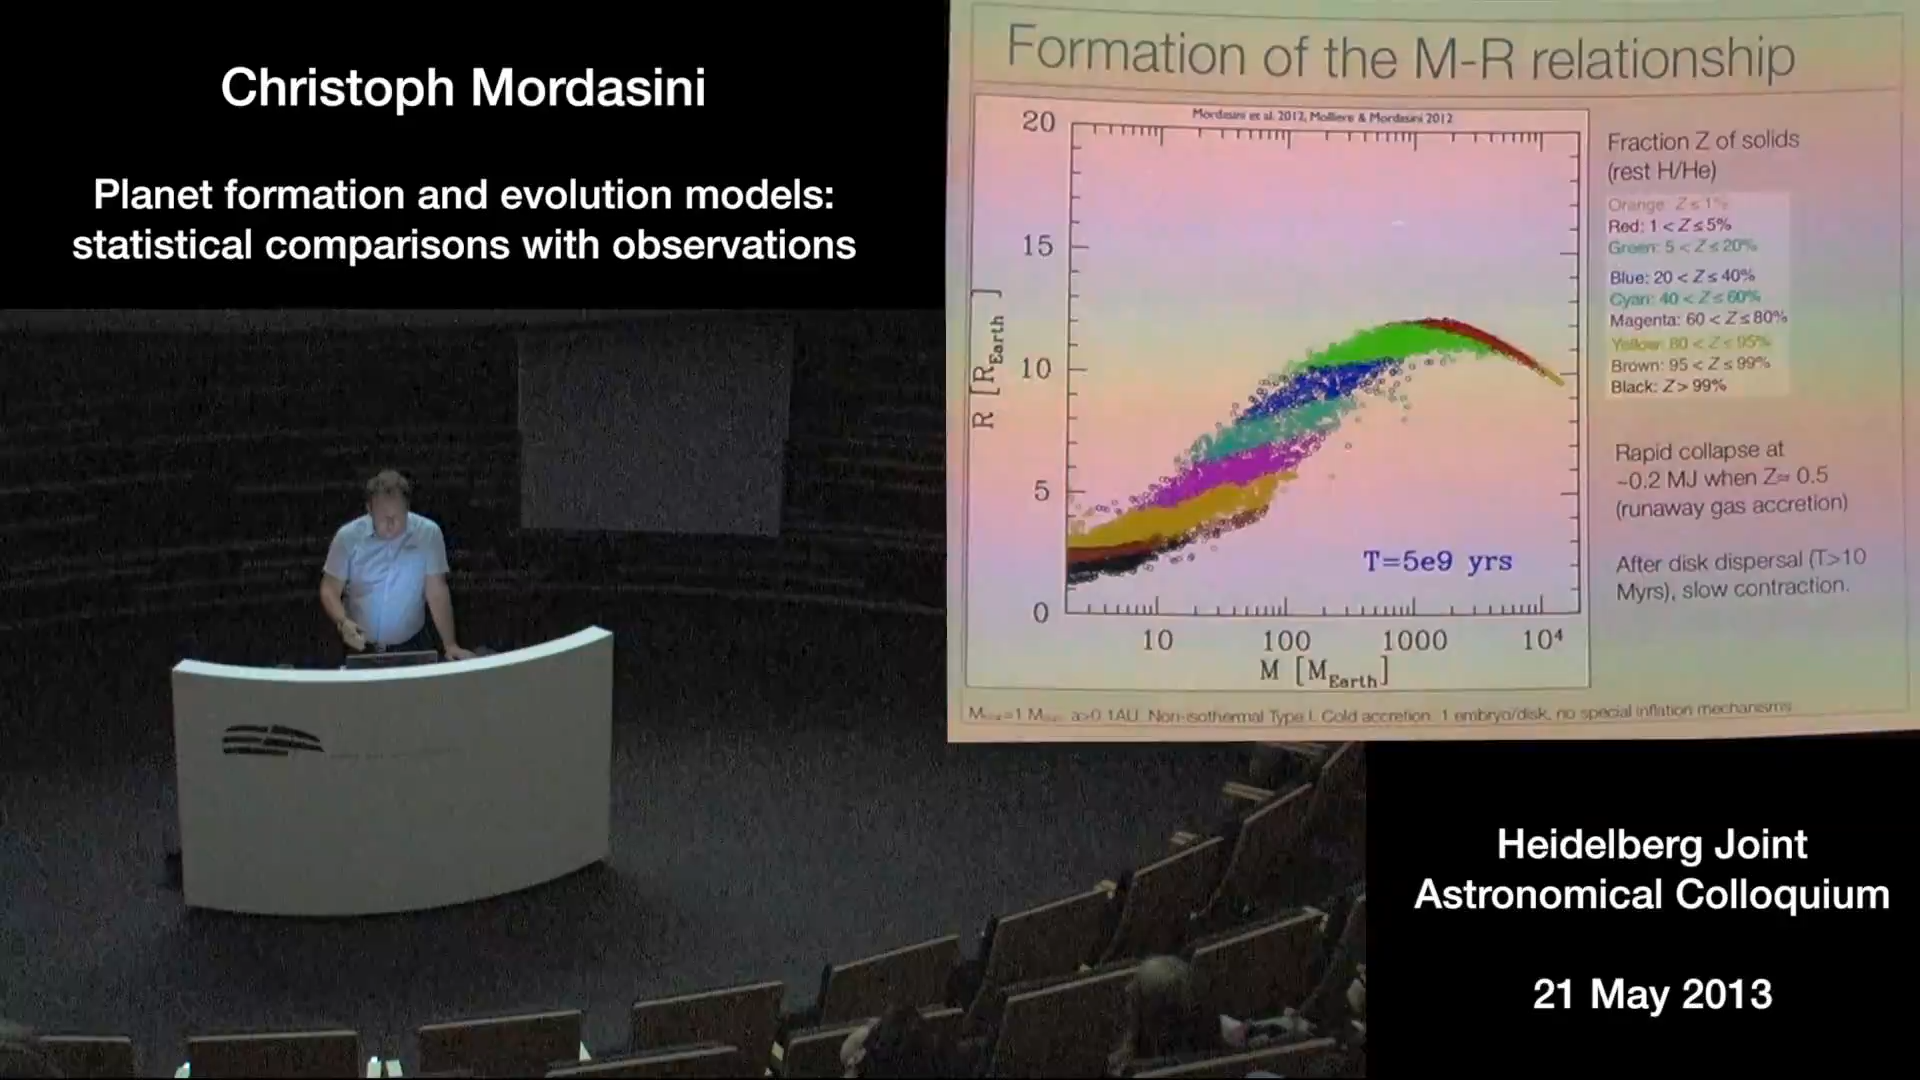 Christoph Mordasini
Planet formation and evolution models:
statistical comparisons with observations
Formation of the M-R relationship
Mordasini et al. 2012, Molliere & Mordasini 2012
20
15
10
5
0
R [R_Earth]
10 100 1000 10⁴
M [M_Earth]
T=5e9 yrs
Fraction Z of solids
(rest H/He)
Orange: Z ≤ 1%
Red: 1 < Z ≤ 5%
Green: 5 < Z ≤ 20%
Blue: 20 < Z ≤ 40%
Cyan: 40 < Z ≤ 60%
Magenta: 60 < Z ≤ 80%
Yellow: 80 < Z ≤ 95%
Brown: 95 < Z ≤ 99%
Black: Z > 99%
Rapid collapse at
~0.2 MJ when Z≈ 0.5
(runaway gas accretion)
After disk dispersal (T>10
Myrs), slow contraction.
=1 a>0.1AU. Non-isothermal Type I. Cold accretion. 1 embryo/disk, no special inflation mechanisms
Heidelberg Joint
Astronomical Colloquium
21 May 2013